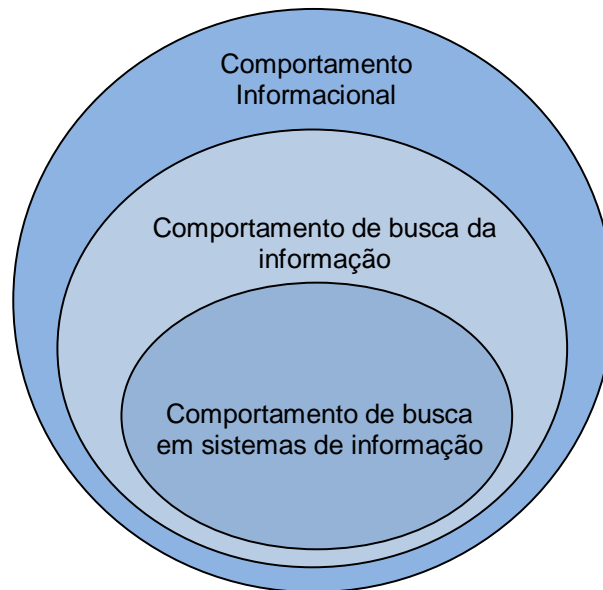 Comportamento
Informacional
Comportamento de busca da
informação
Comportamento de busca
em sistemas de informação